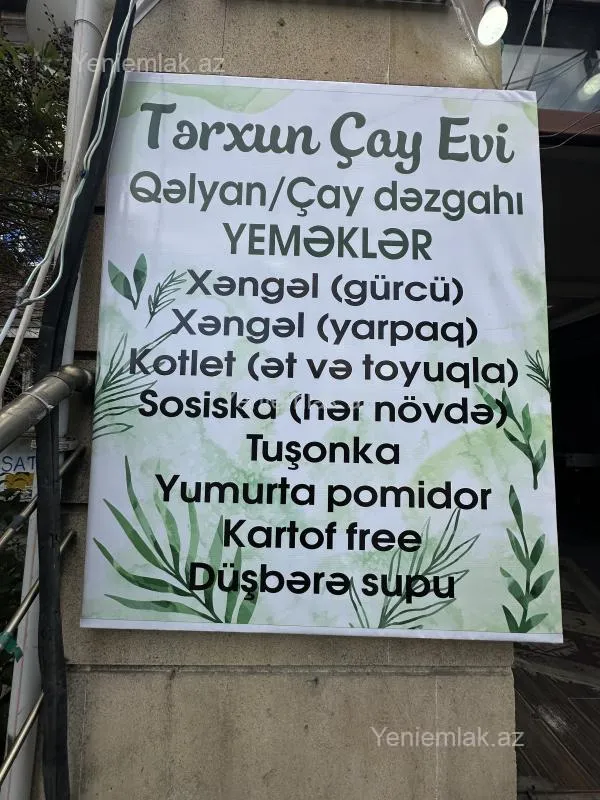 Yeniemlak.az
Tərxun Çay Evi
Qəlyan/Çay dəzgahı
YEMƏKLƏR
Xəngəl (gürcü)
Xəngəl (yarpaq)
Kotlet (ət və toyuqla)
Sosiska (hər növdə)
Tuşonka
Yumurta pomidor
Kartof free
Düşbərə supu
SAT
Yeniemlak.az